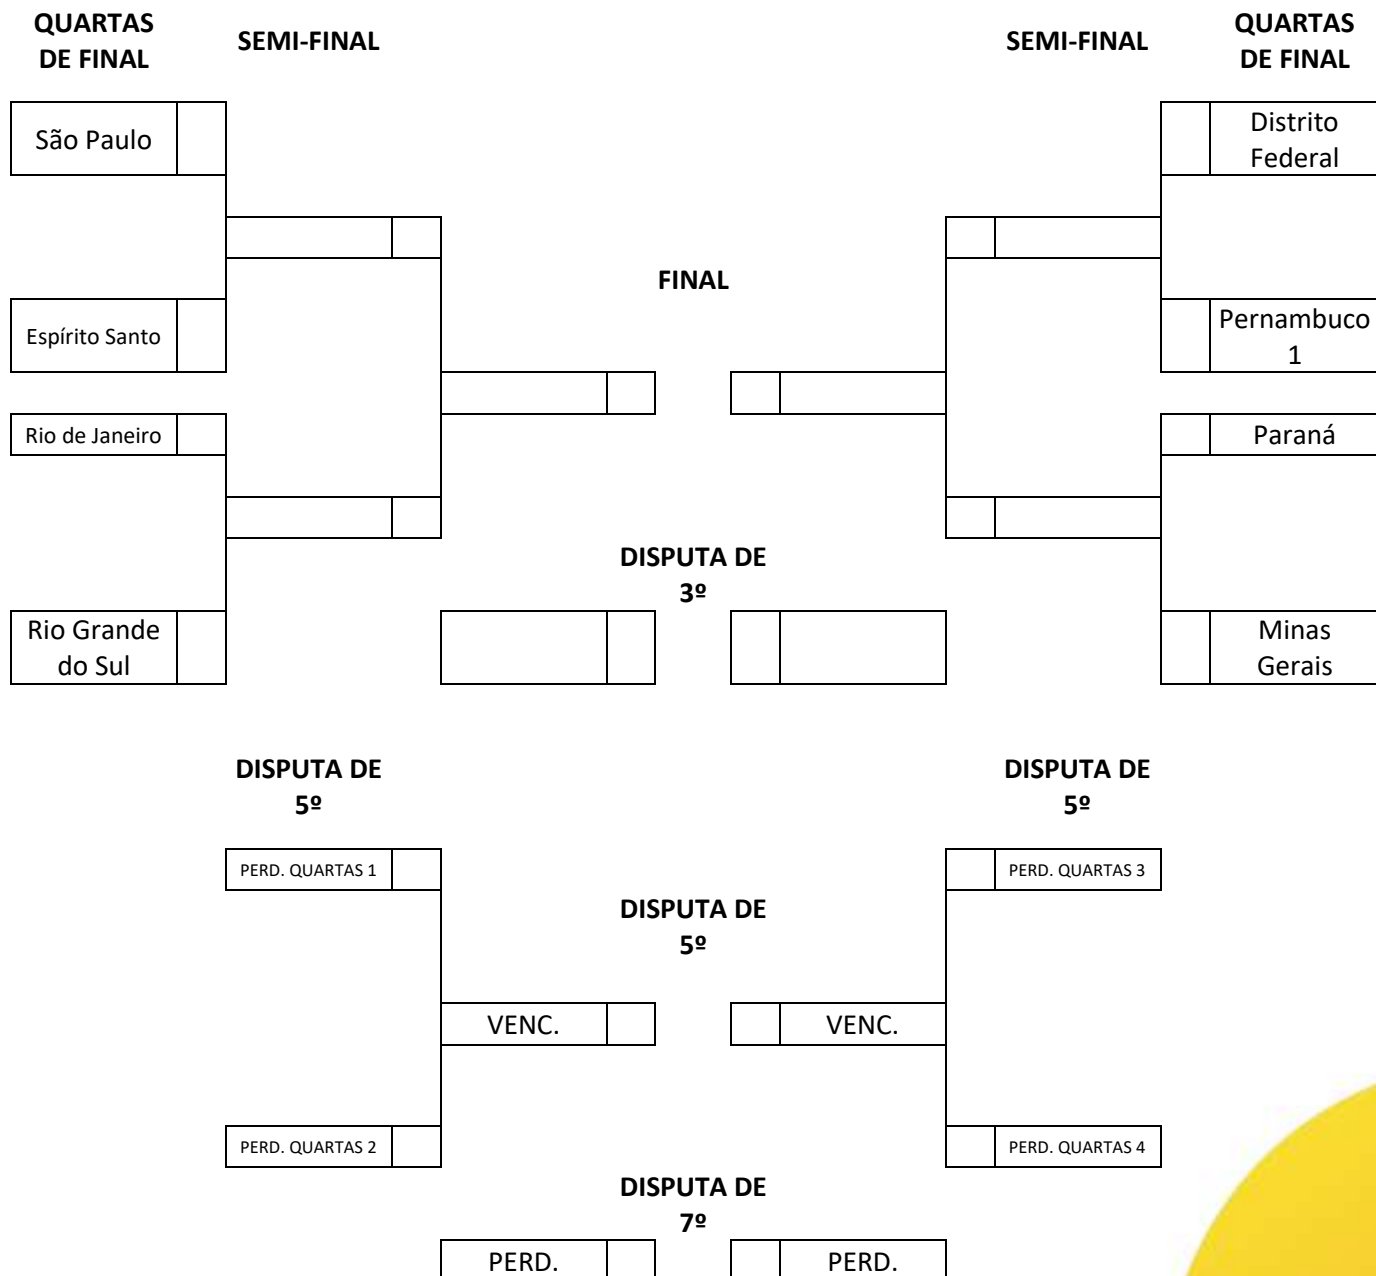 QUARTAS
DE FINAL
SEMI-FINAL
SEMI-FINAL
QUARTAS
DE FINAL
São Paulo
Distrito
Federal
FINAL
Espírito Santo
Pernambuco
1
Rio de Janeiro
Paraná
DISPUTA DE
3º
Rio Grande
do Sul
Minas
Gerais
DISPUTA DE
5º
DISPUTA DE
5º
PERD. QUARTAS 1
PERD. QUARTAS 3
DISPUTA DE
5º
VENC.
VENC.
PERD. QUARTAS 2
PERD. QUARTAS 4
DISPUTA DE
7º
PERD.
PERD.